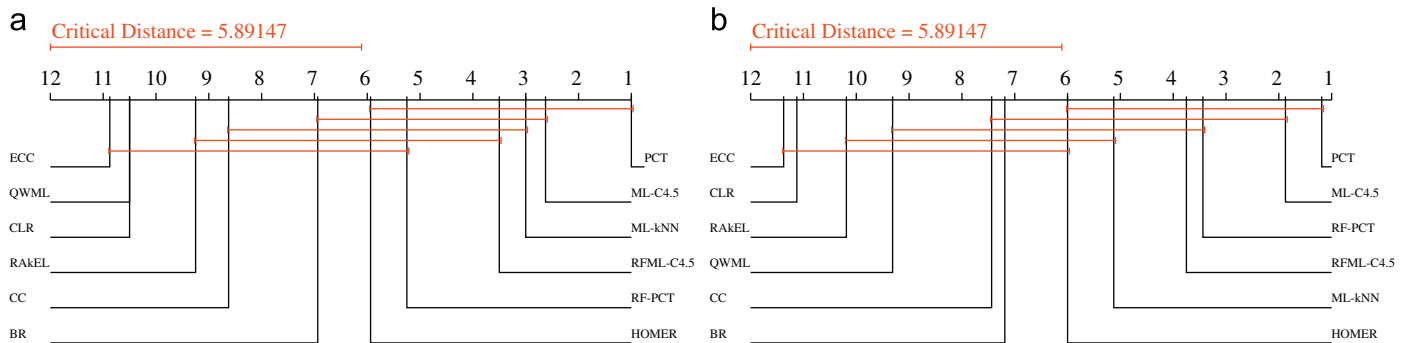 a
Critical Distance = 5.89147
12 11 10 9 8 7 6 5 4 3 2 1
ECC PCT
QWML ML-C4.5
CLR ML-kNN
RAkEL RFML-C4.5
CC RF-PCT
BR HOMER
b
Critical Distance = 5.89147
12 11 10 9 8 7 6 5 4 3 2 1
ECC PCT
CLR ML-C4.5
RAkEL RF-PCT
QWML RFML-C4.5
CC ML-kNN
BR HOMER